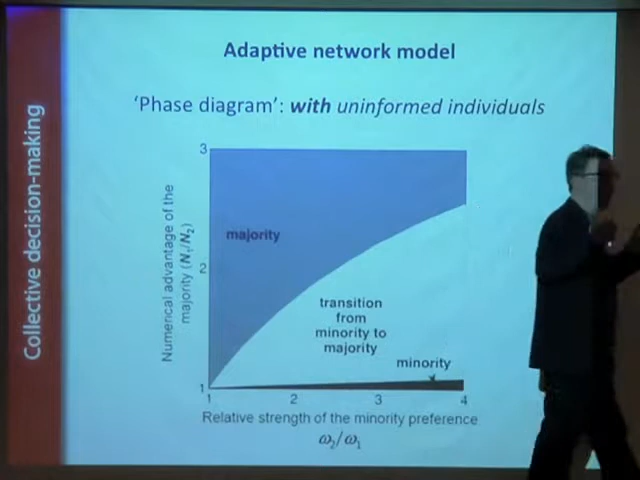 Adaptive network model
'Phase diagram': with uninformed individuals
Collective decision-making
Numerical advantage of the
majority (N₁/N₂)
3
2
1
majority
transition
from
minority to
majority
minority
1 2 3 4
Relative strength of the minority preference
ω₂/ω₁